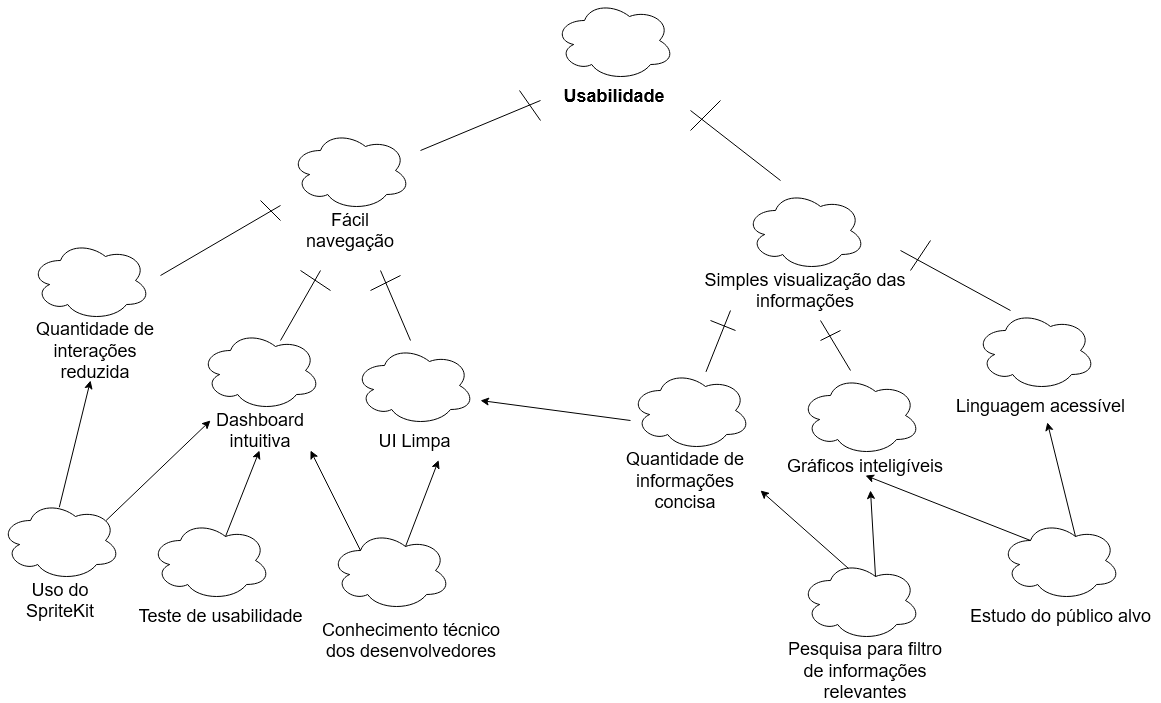 Usabilidade
Fácil
navegação
Simples visualização das
informações
Quantidade de
interações
reduzida
Dashboard
intuitiva
UI Limpa
Quantidade de
informações
concisa
Gráficos inteligíveis
Linguagem acessível
Uso do
SpriteKit
Teste de usabilidade
Conhecimento técnico
dos desenvolvedores
Pesquisa para filtro
de informações
relevantes
Estudo do público alvo